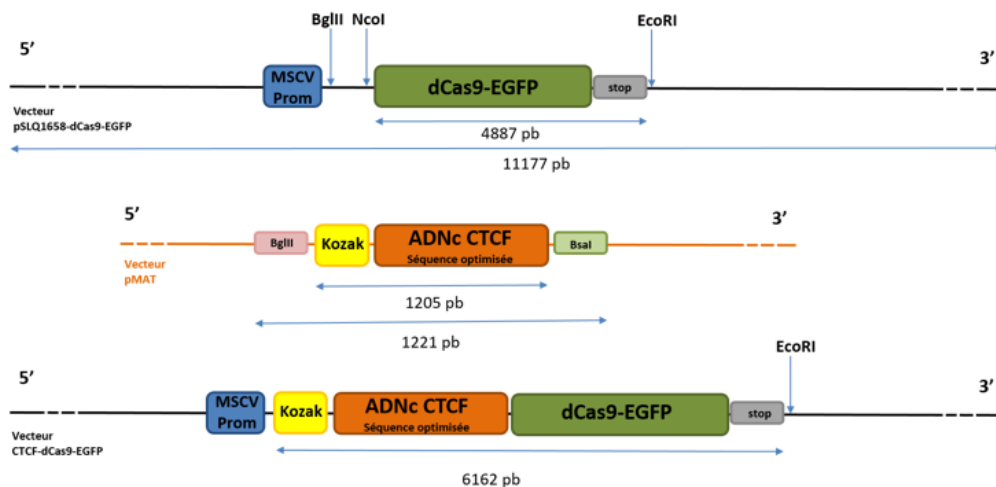 BglII NcoI EcoRI
5’ 3’
MSCV
Prom
dCas9-EGFP
stop
Vecteur
pSLQ1658-dCas9-EGFP
4887 pb
11177 pb
5’ 3’
BglII
Kozak
ADNc CTCF
Séquence optimisée
BsaI
Vecteur
pMAT
1205 pb
1221 pb
EcoRI
5’ 3’
MSCV
Prom
Kozak
ADNc CTCF
Séquence optimisée
dCas9-EGFP
stop
Vecteur
CTCF-dCas9-EGFP
6162 pb